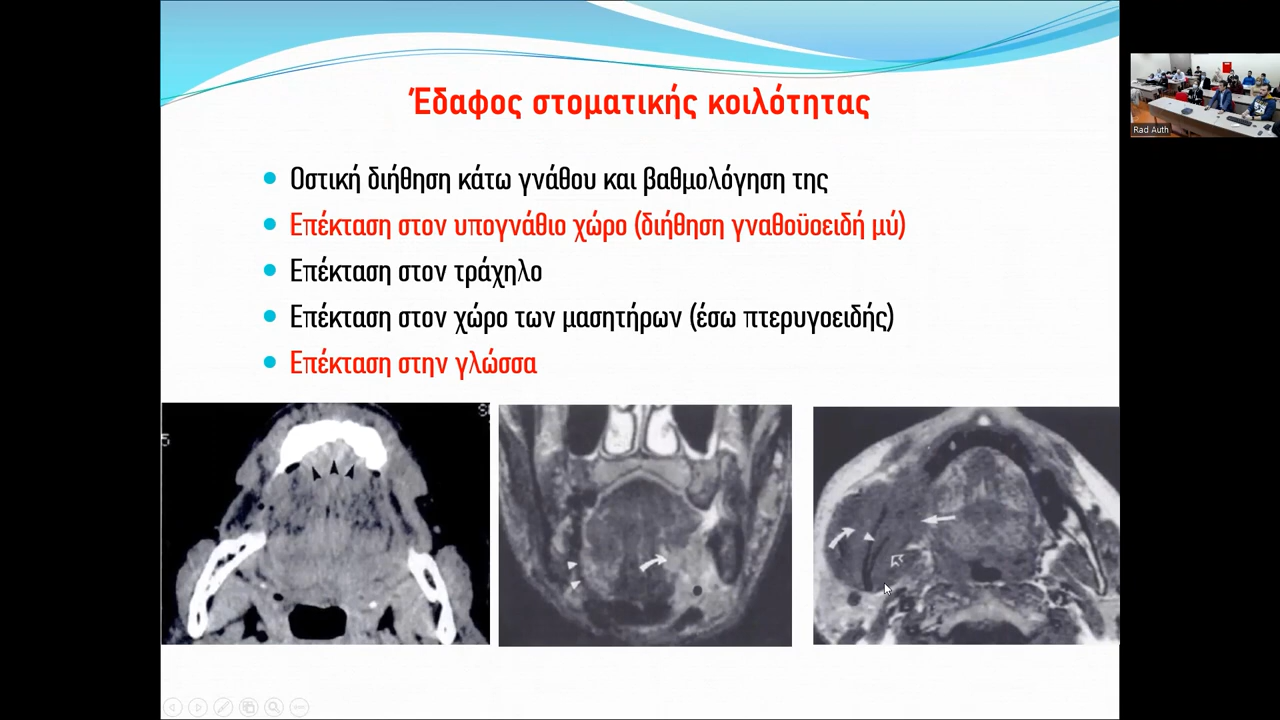 Έδαφος στοματικής κοιλότητας
Οστική διήθηση κάτω γνάθου και βαθμολόγηση της
Επέκταση στον υπογνάθιο χώρο (διήθηση γναθοϋοειδή μύ)
Επέκταση στον τράχηλο
Επέκταση στον χώρο των μασητήρων (έσω πτερυγοειδής)
Επέκταση στην γλώσσα
5
Rad Auth